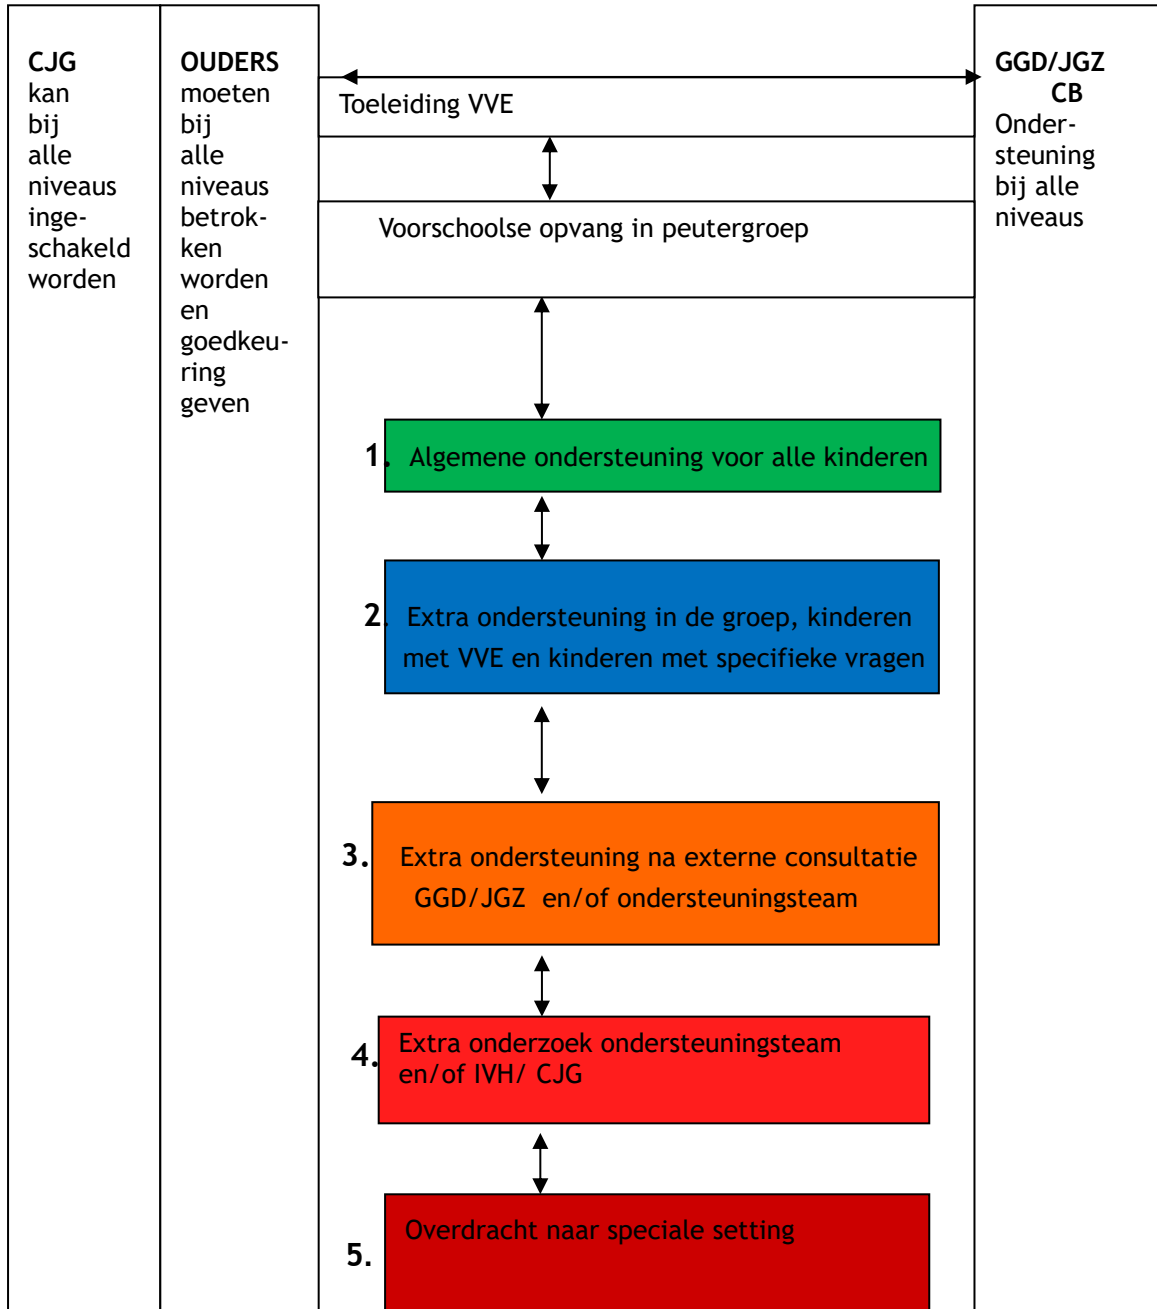 CJG
kan
bij
alle
niveaus
inge-
schakeld
worden
OUDERS
moeten
bij
alle
niveaus
betrok-
ken
worden
en
goedkeu-
ring
geven
Toeleiding VVE
Voorschoolse opvang in peutergroep
1. Algemene ondersteuning voor alle kinderen
2. Extra ondersteuning in de groep, kinderen
met VVE en kinderen met specifieke vragen
3. Extra ondersteuning na externe consultatie
GGD/JGZ en/of ondersteuningsteam
4. Extra onderzoek ondersteuningsteam
en/of IVH/ CJG
5. Overdracht naar speciale setting
GGD/JGZ
CB
Onder-
steuning
bij alle
niveaus